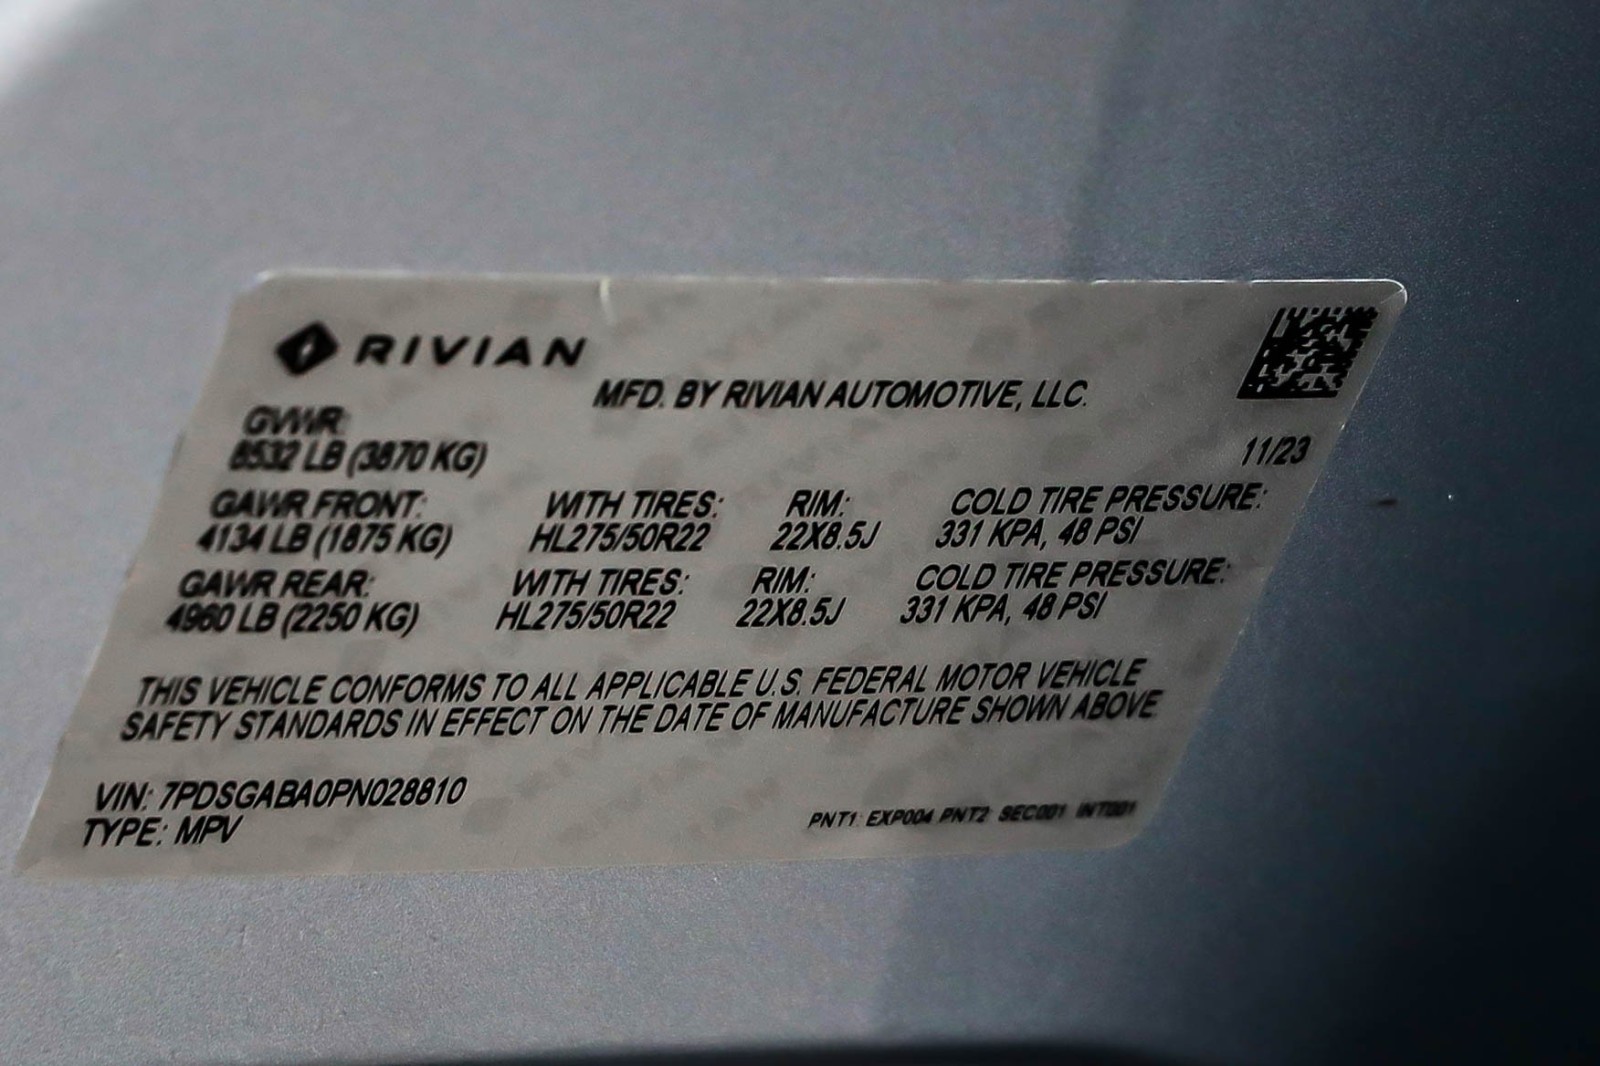 RIVIAN
MFD. BY RIVIAN AUTOMOTIVE, LLC.
GVWR:
8532 LB (3870 KG)
11/23
GAWR FRONT: WITH TIRES: RIM: COLD TIRE PRESSURE:
4134 LB (1875 KG) HL275/50R22 22X8.5J 331 KPA, 48 PSI
GAWR REAR: WITH TIRES: RIM: COLD TIRE PRESSURE:
4960 LB (2250 KG) HL275/50R22 22X8.5J 331 KPA, 48 PSI
THIS VEHICLE CONFORMS TO ALL APPLICABLE U.S. FEDERAL MOTOR VEHICLE
SAFETY STANDARDS IN EFFECT ON THE DATE OF MANUFACTURE SHOWN ABOVE
VIN: 7PDSGABA0PN028810
TYPE: MPV
PNT1: EXP004 PNT2: SEC001 INT001